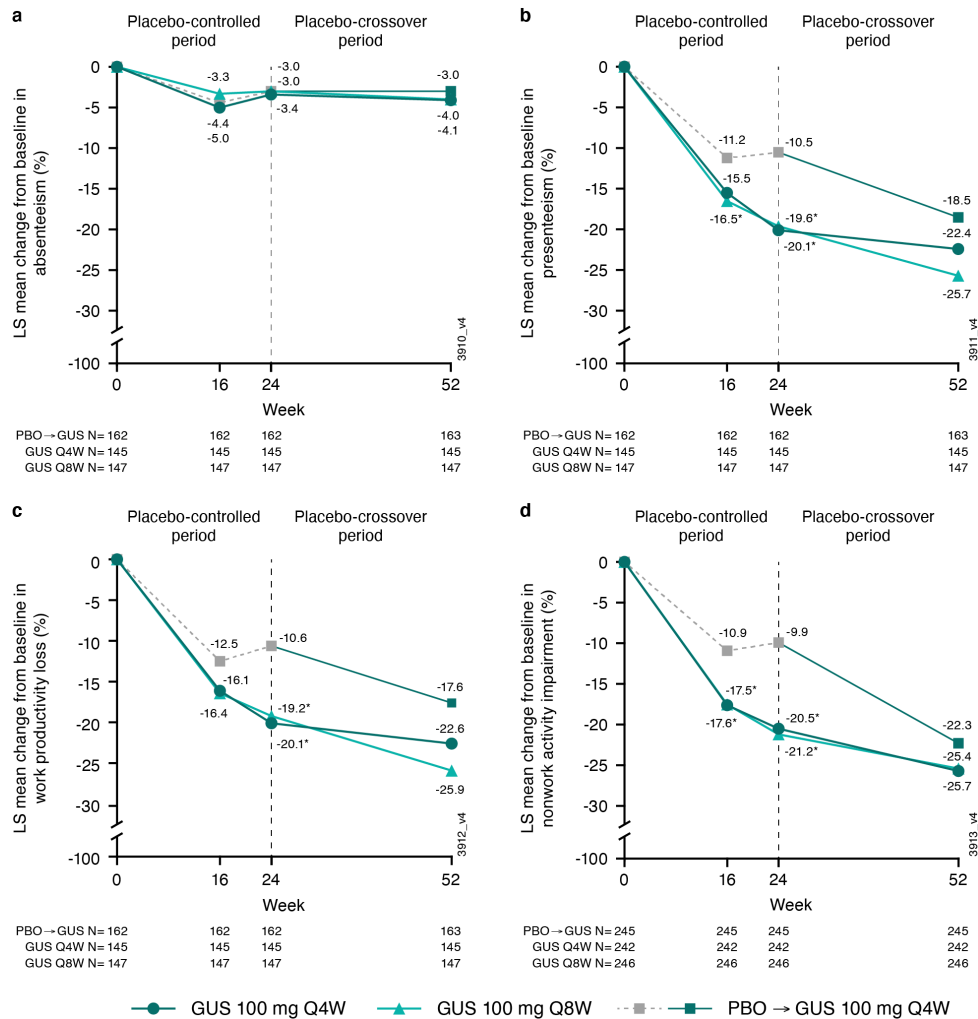 a
Placebo-controlled period
Placebo-crossover period
LS mean change from baseline in
absenteeism (%)
0
-5
-10
-15
-20
-25
-30
-100
-3.3
-4.4
-5.0
-3.0
-3.0
-3.4
-3.0
-4.0
-4.1
3910_v4
0 16 24 52
Week
PBO→GUS N= 162 162 162 163
GUS Q4W N= 145 145 145 145
GUS Q8W N= 147 147 147 147
b
Placebo-controlled period
Placebo-crossover period
LS mean change from baseline in
presenteeism (%)
0
-5
-10
-15
-20
-25
-30
-100
-11.2
-10.5
-15.5
-16.5*
-19.6*
-20.1*
-18.5
-22.4
-25.7
3911_v4
0 16 24 52
Week
PBO→GUS N= 162 162 162 163
GUS Q4W N= 145 145 145 145
GUS Q8W N= 147 147 147 147
c
Placebo-controlled period
Placebo-crossover period
LS mean change from baseline in
work productivity loss (%)
0
-5
-10
-15
-20
-25
-30
-100
-12.5
-10.6
-16.1
-16.4
-19.2*
-20.1*
-17.6
-22.6
-25.9
3912_v4
0 16 24 52
Week
PBO→GUS N= 162 162 162 163
GUS Q4W N= 145 145 145 145
GUS Q8W N= 147 147 147 147
d
Placebo-controlled period
Placebo-crossover period
LS mean change from baseline in
nonwork activity impairment (%)
0
-5
-10
-15
-20
-25
-30
-100
-10.9
-9.9
-17.5*
-17.6*
-20.5*
-21.2*
-22.3
-25.4
-25.7
3913_v4
0 16 24 52
Week
PBO→GUS N= 245 245 245 245
GUS Q4W N= 242 242 242 242
GUS Q8W N= 246 246 246 246
GUS 100 mg Q4W GUS 100 mg Q8W PBO → GUS 100 mg Q4W